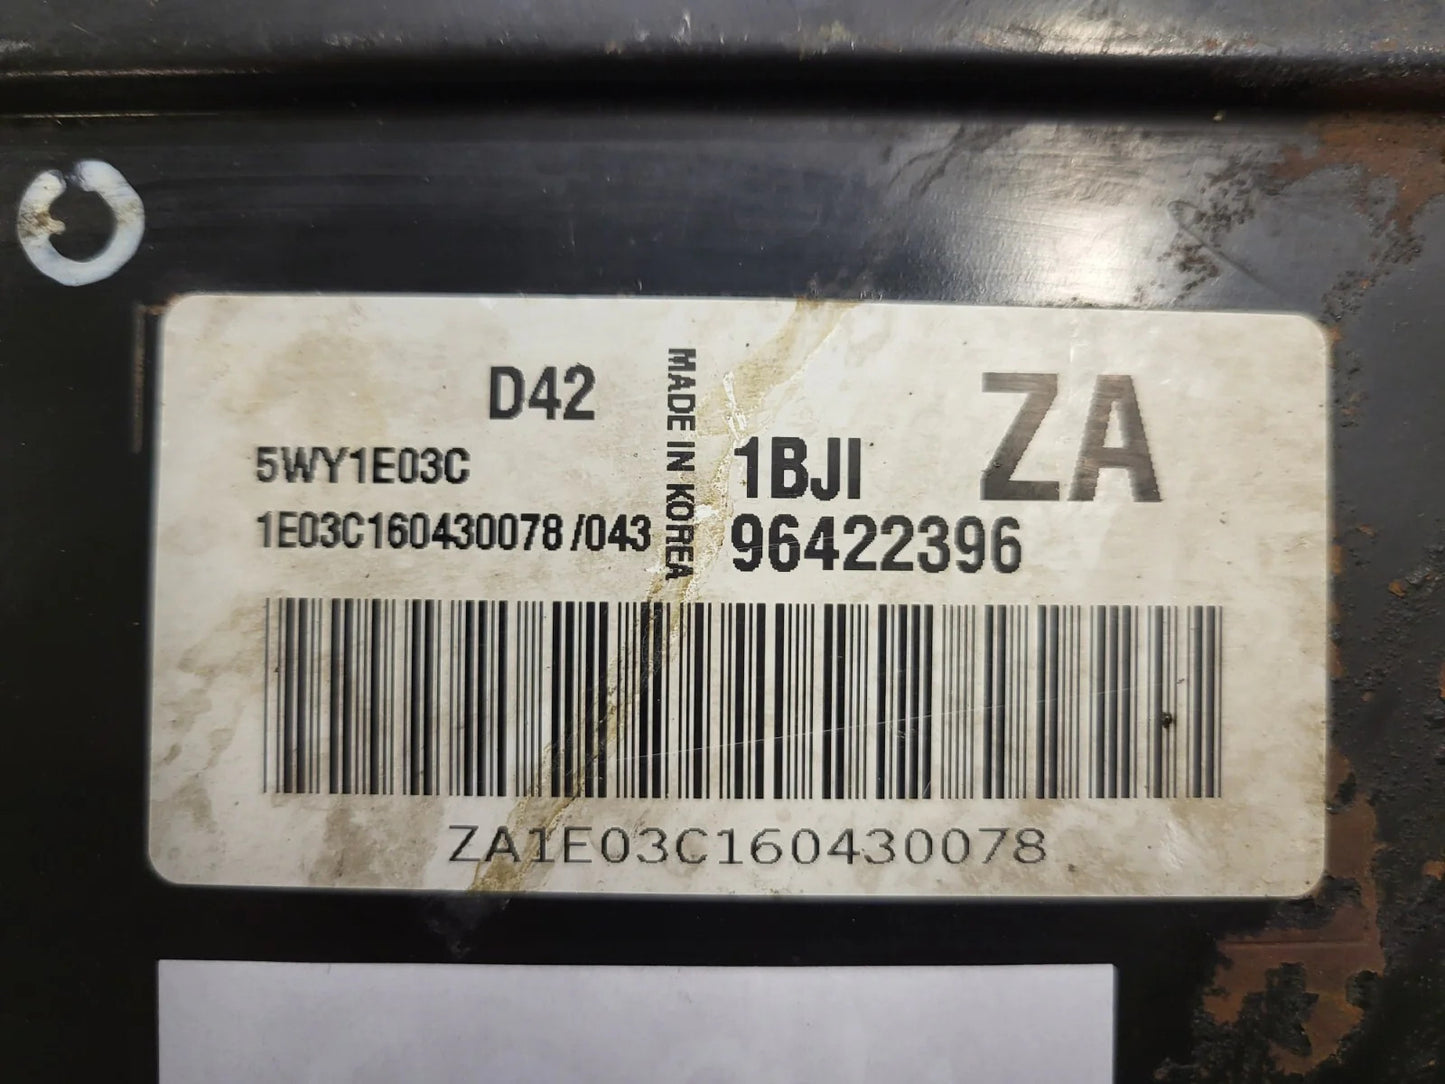 D42
5WY1E03C
1E03C160430078/043
MADE IN KOREA
1BJI
ZA
96422396
ZA1E03C160430078